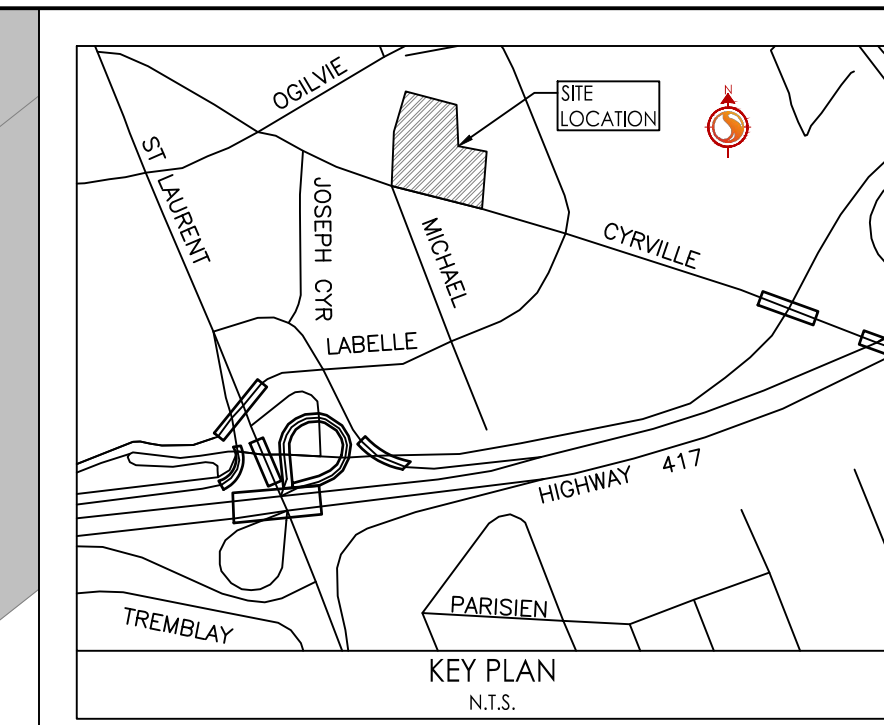 OGILVIE
SITE
LOCATION
N
ST LAURENT
JOSEPH CYR
MICHAEL
CYRVILLE
LABELLE
HIGHWAY 417
PARISIEN
TREMBLAY
KEY PLAN
N.T.S.